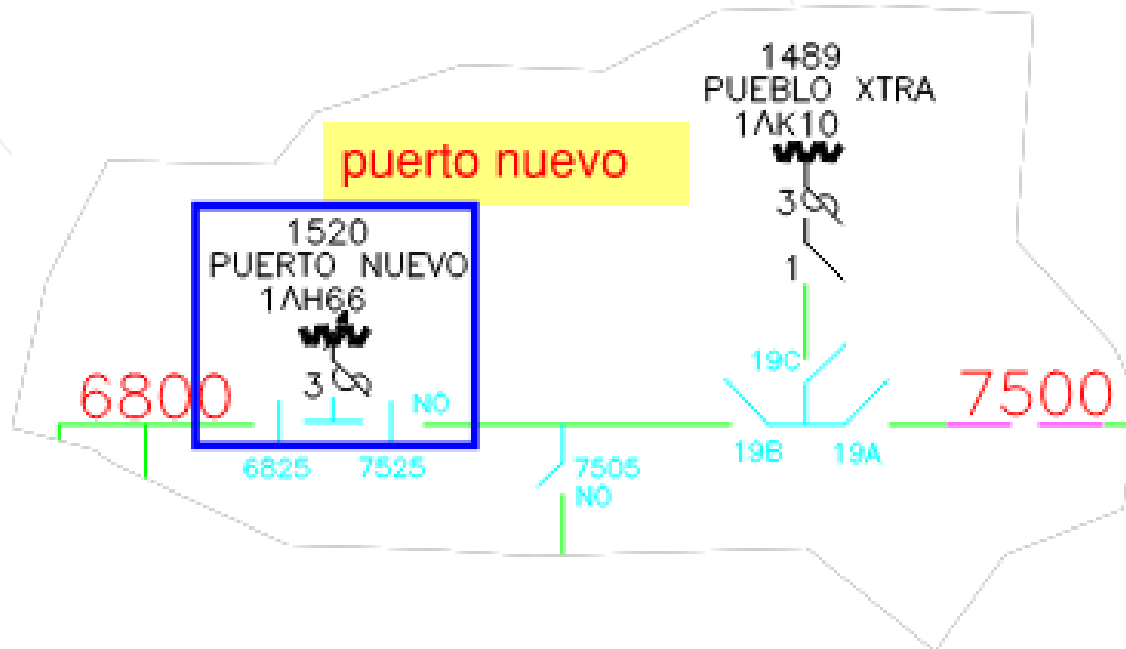 1489
PUEBLO XTRA
1ΛK10
3
1
puerto nuevo
1520
PUERTO NUEVO
1ΛH66
3
6800
NO
19C
7500
6825
7525
7505
NO
19B
19A